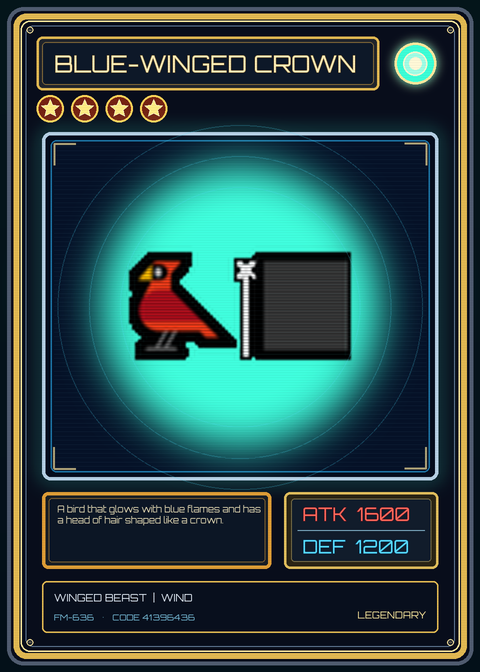 BLUE-WINGED CROWN
A bird that glows with blue flames and has
a head of hair shaped like a crown.
ATK 1600
DEF 1200
WINGED BEAST | WIND
FM-636 · CODE 41396436
LEGENDARY